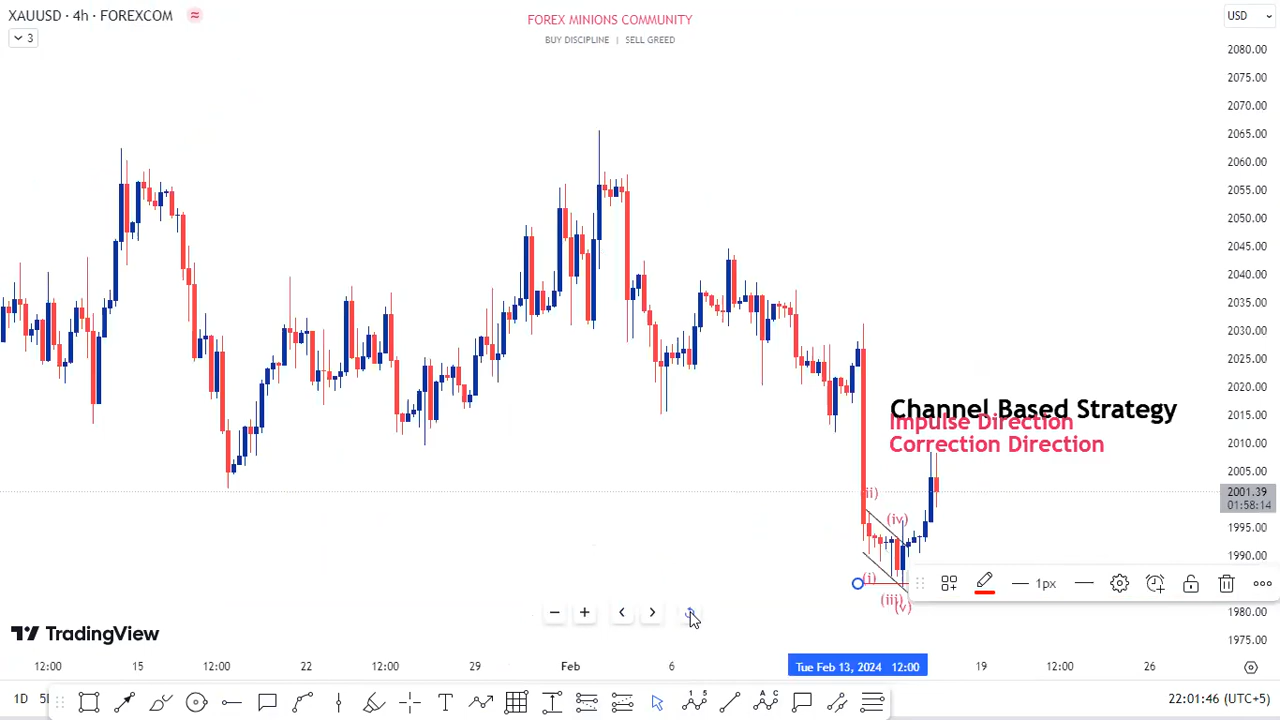 XAUUSD · 4h · FOREXCOM
3
FOREX MINIONS COMMUNITY
BUY DISCIPLINE | SELL GREED
USD
2080.00
2075.00
2070.00
2065.00
2060.00
2055.00
2050.00
2045.00
2040.00
2035.00
2030.00
2025.00
2020.00
2015.00
2010.00
2005.00
2001.39
01:58:14
1995.00
1990.00
1980.00
1975.00
Channel Based Strategy
Impulse Direction
Correction Direction
(ii)
(iv)
(i)
(iii)
(v)
1px
TradingView
12:00
15
12:00
22
12:00
29
Feb
6
Tue Feb 13, 2024 12:00
19
12:00
26
1D
22:01:46 (UTC+5)